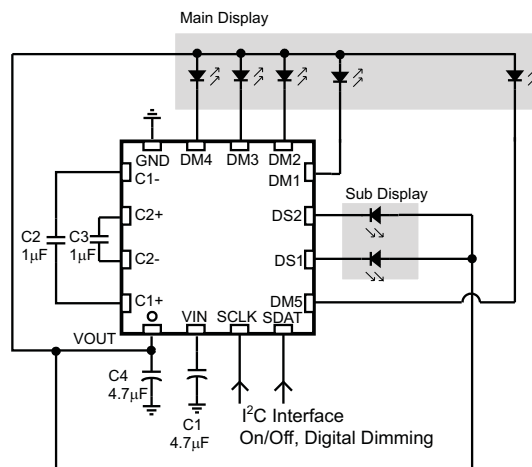 Main Display
GND
DM4
DM3
DM2
C1-
DM1
Sub Display
C2+
DS2
C2
1μF
C3
1μF
C2-
DS1
C1+
DM5
VIN
SCLK
SDAT
VOUT
C4
4.7μF
C1
4.7μF
I²C Interface
On/Off, Digital Dimming